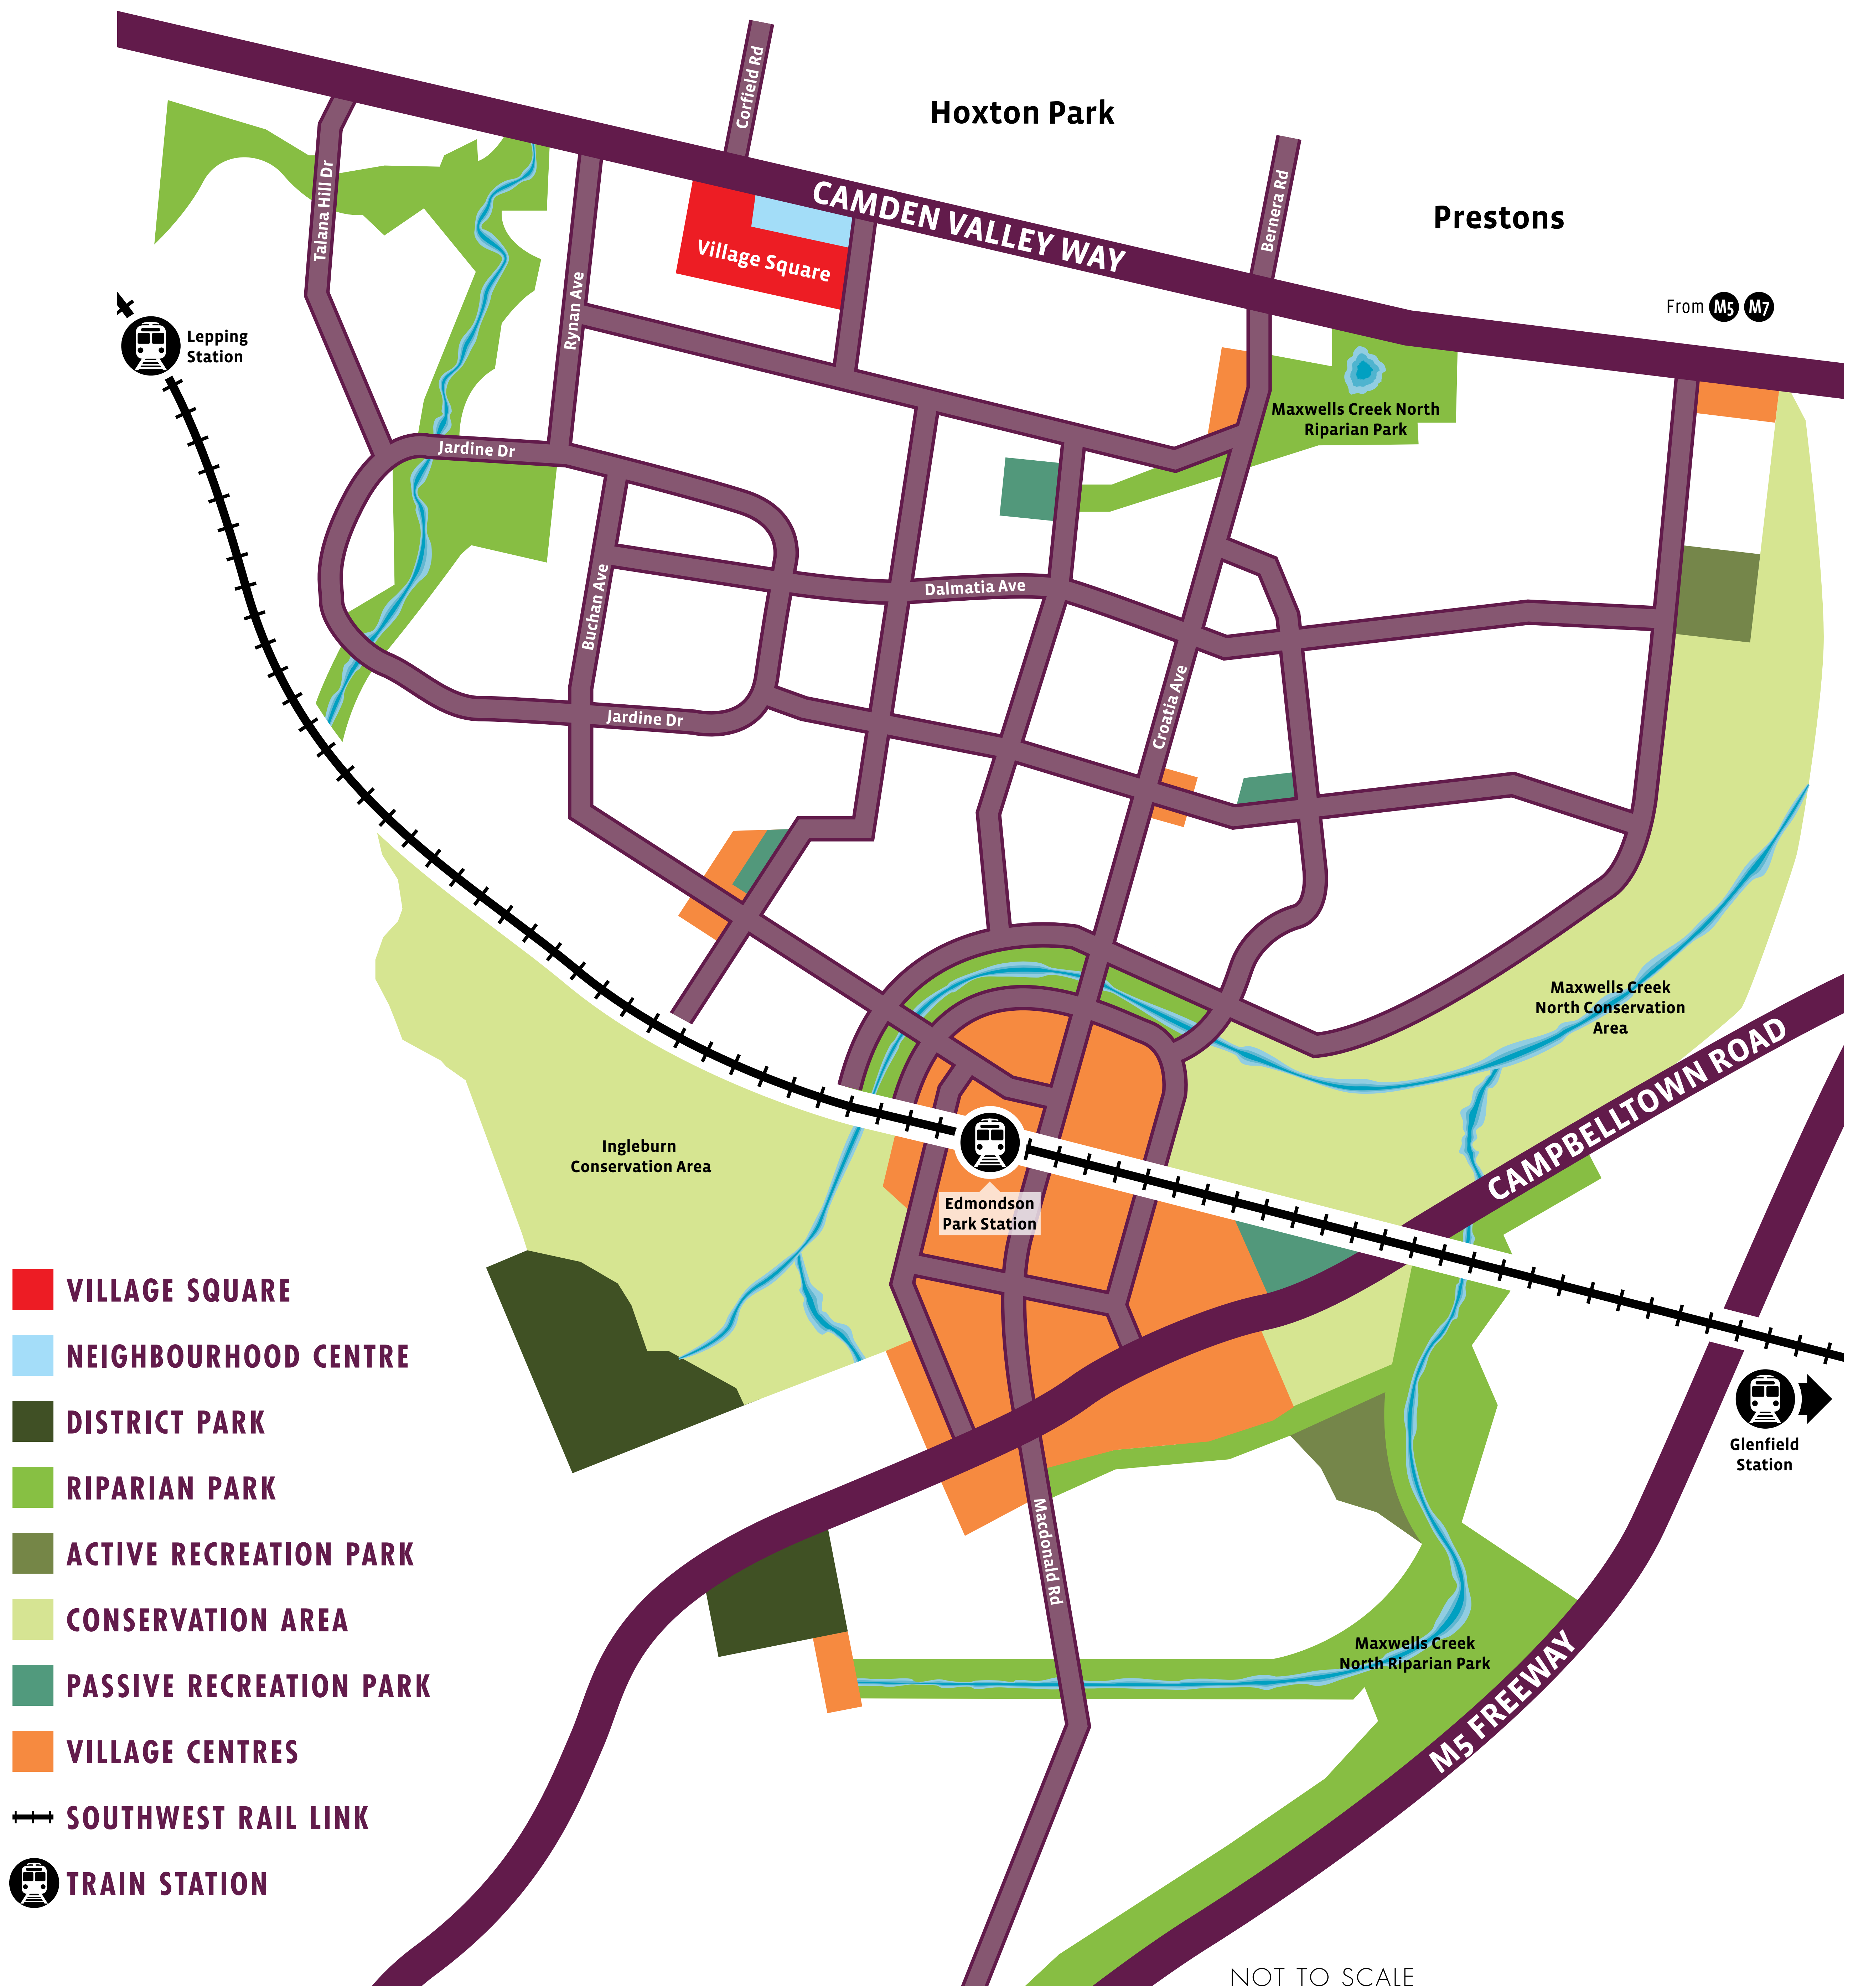 Corfield Rd
Hoxton Park
CAMDEN VALLEY WAY
Bernera Rd
Prestons
From M5 M7
Talana Hill Dr
Village Square
Rynan Ave
Lepping
Station
Maxwells Creek North
Riparian Park
Jardine Dr
Buchan Ave
Dalmatia Ave
Croatia Ave
Jardine Dr
Maxwells Creek
North Conservation
Area
CAMPBELLTOWN ROAD
Ingleburn
Conservation Area
Edmondson
Park Station
Glenfield
Station
Macdonald Rd
Maxwells Creek
North Riparian Park
M5 FREEWAY
VILLAGE SQUARE
NEIGHBOURHOOD CENTRE
DISTRICT PARK
RIPARIAN PARK
ACTIVE RECREATION PARK
CONSERVATION AREA
PASSIVE RECREATION PARK
VILLAGE CENTRES
SOUTHWEST RAIL LINK
TRAIN STATION
NOT TO SCALE